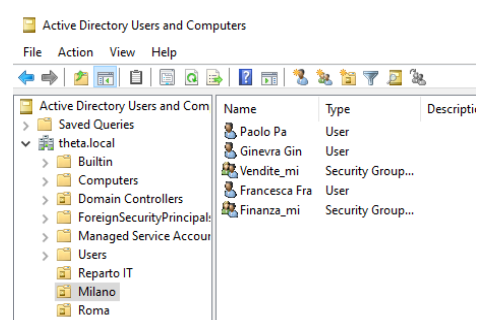 Active Directory Users and Computers
File Action View Help
Active Directory Users and Com
Saved Queries
theta.local
Builtin
Computers
Domain Controllers
ForeignSecurityPrincipals
Managed Service Accour
Users
Reparto IT
Milano
Roma
Name Type Descriptic
Paolo Pa User
Ginevra Gin User
Vendite_mi Security Group...
Francesca Fra User
Finanza_mi Security Group...